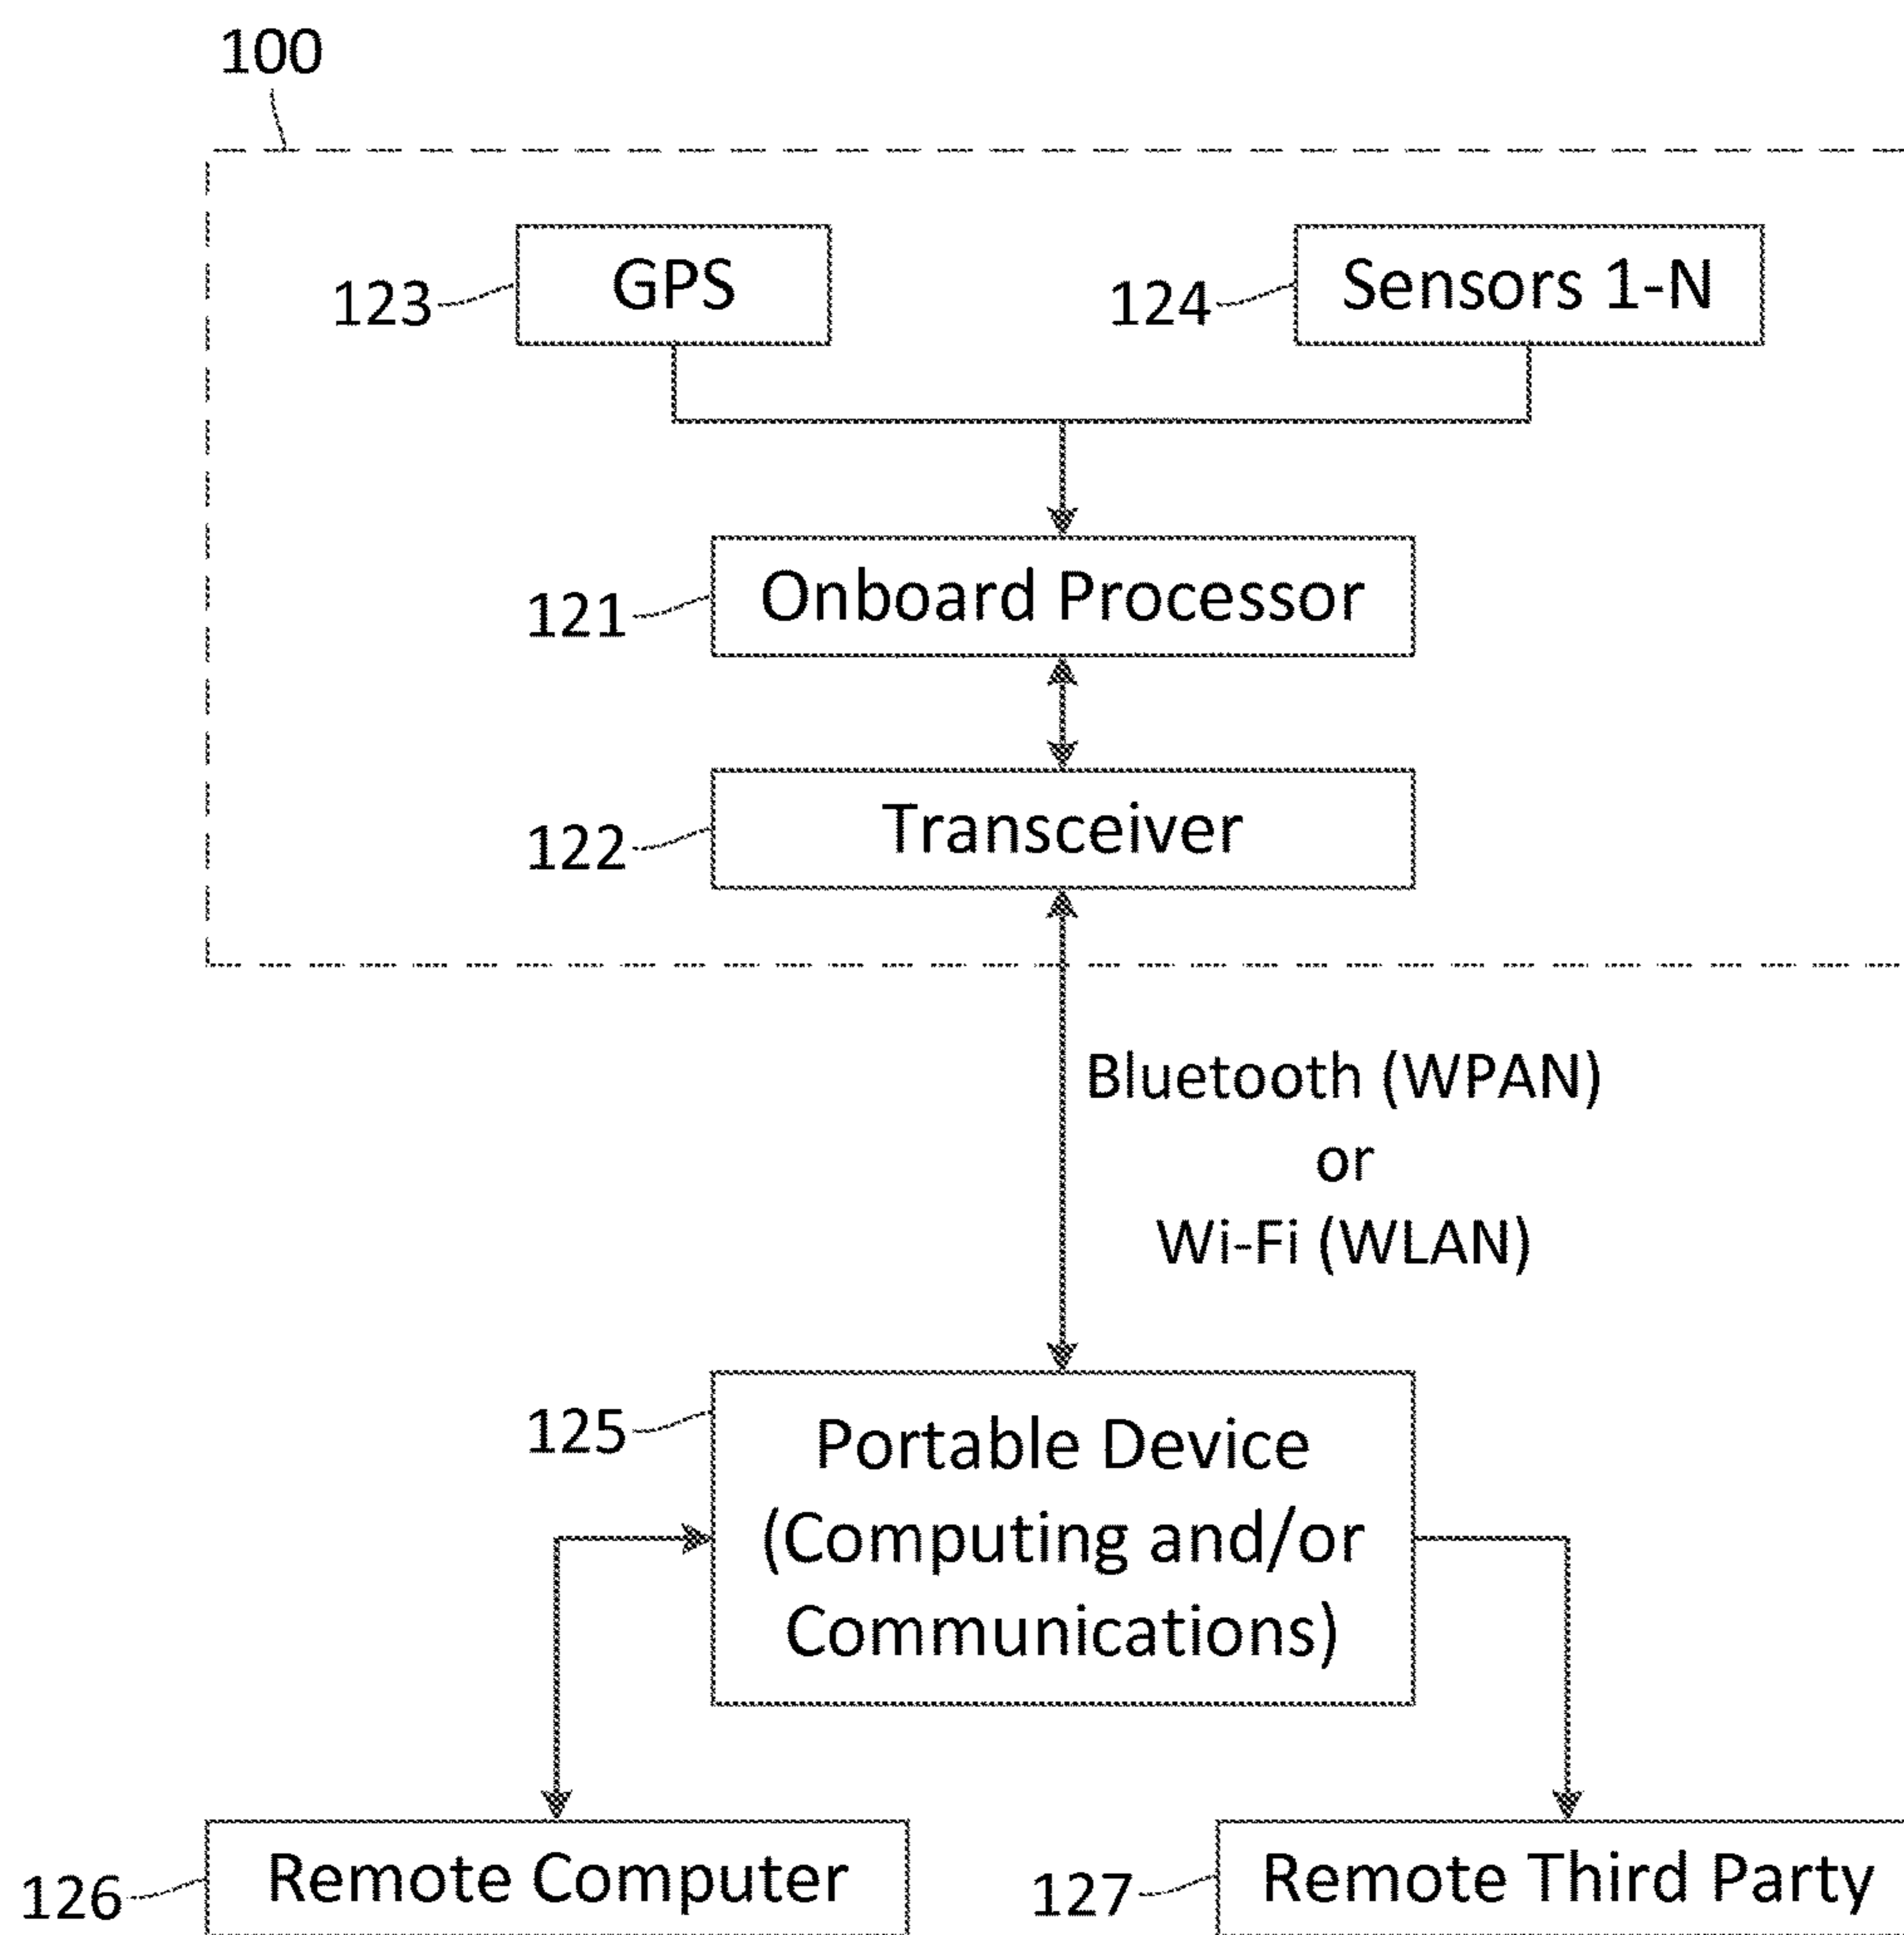 100
123
GPS
124
Sensors 1-N
121
Onboard Processor
122
Transceiver
Bluetooth (WPAN)
or
Wi-Fi (WLAN)
125
Portable Device
(Computing and/or
Communications)
126
Remote Computer
127
Remote Third Party